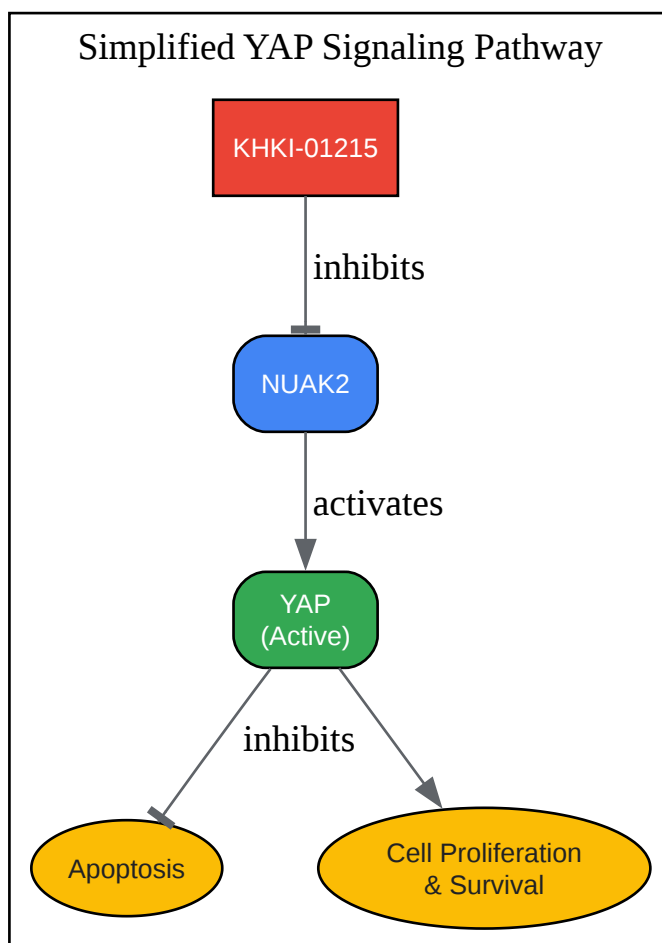 Simplified YAP Signaling Pathway
KHKI-01215
inhibits
NUAK2
activates
YAP
(Active)
inhibits
Apoptosis
Cell Proliferation
& Survival